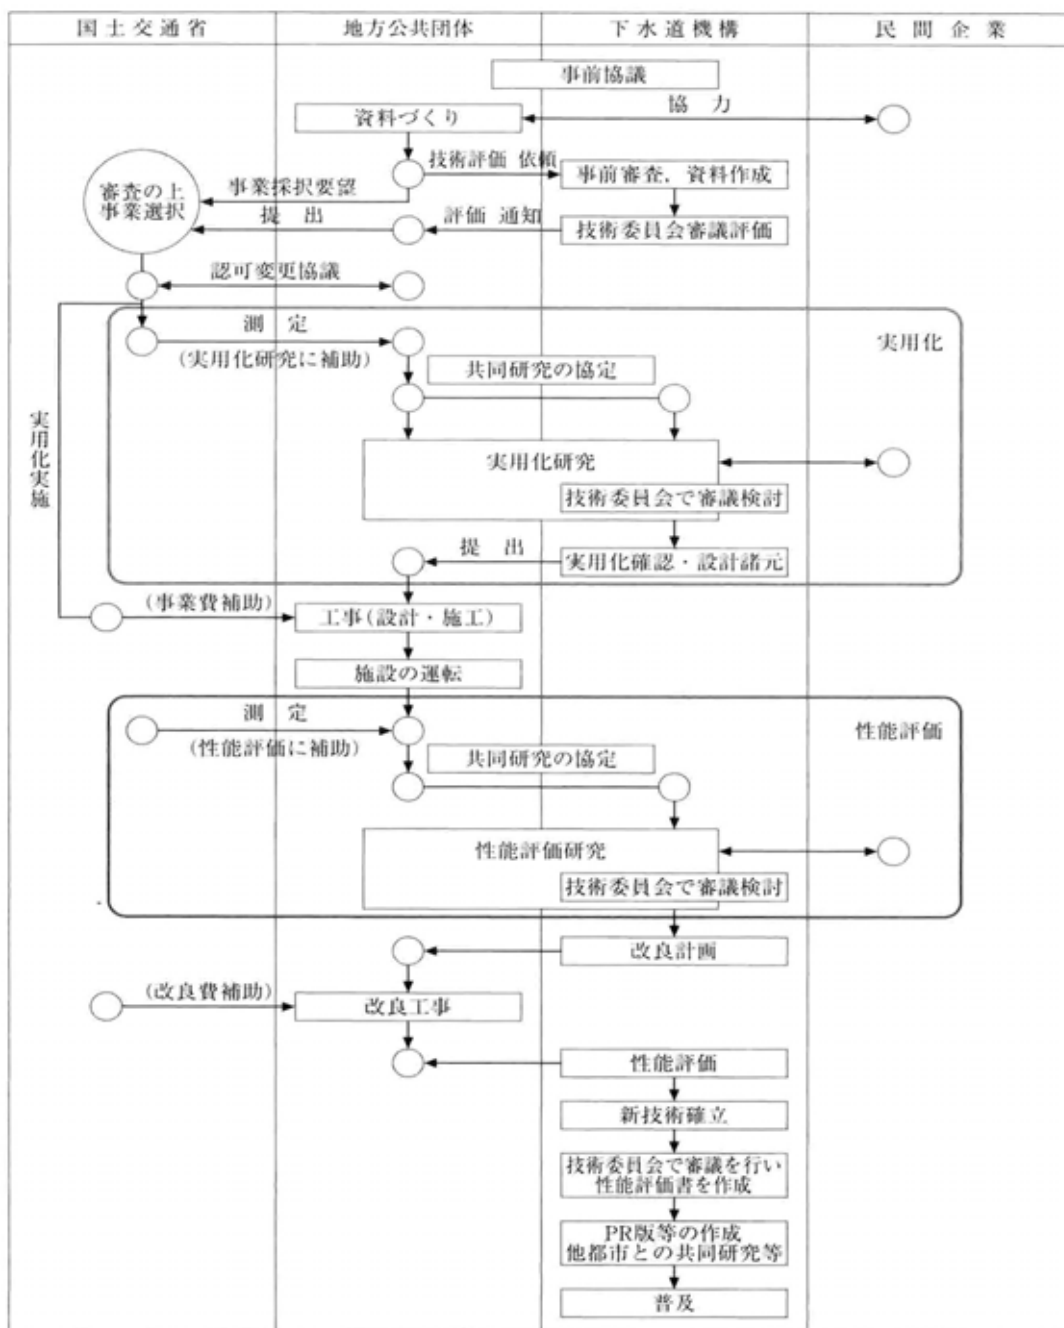 国土交通省
地方公共団体
下水道機構
民間企業
事前協議
協 力
資料づくり
技術評価 依頼
事前審査，資料作成
審査の上
事業選択
事業採択要望
提 出
評価 通知
技術委員会審議評価
認可変更協議
測 定
(実用化研究に補助)
実用化
共同研究の協定
実用化実施
実用化研究
技術委員会で審議検討
提 出
実用化確認・設計諸元
(事業費補助)
工事(設計・施工)
施設の運転
測 定
(性能評価に補助)
性能評価
共同研究の協定
性能評価研究
技術委員会で審議検討
改良計画
(改良費補助)
改良工事
性能評価
新技術確立
技術委員会で審議を行い
性能評価書を作成
PR版等の作成
他都市との共同研究等
普及